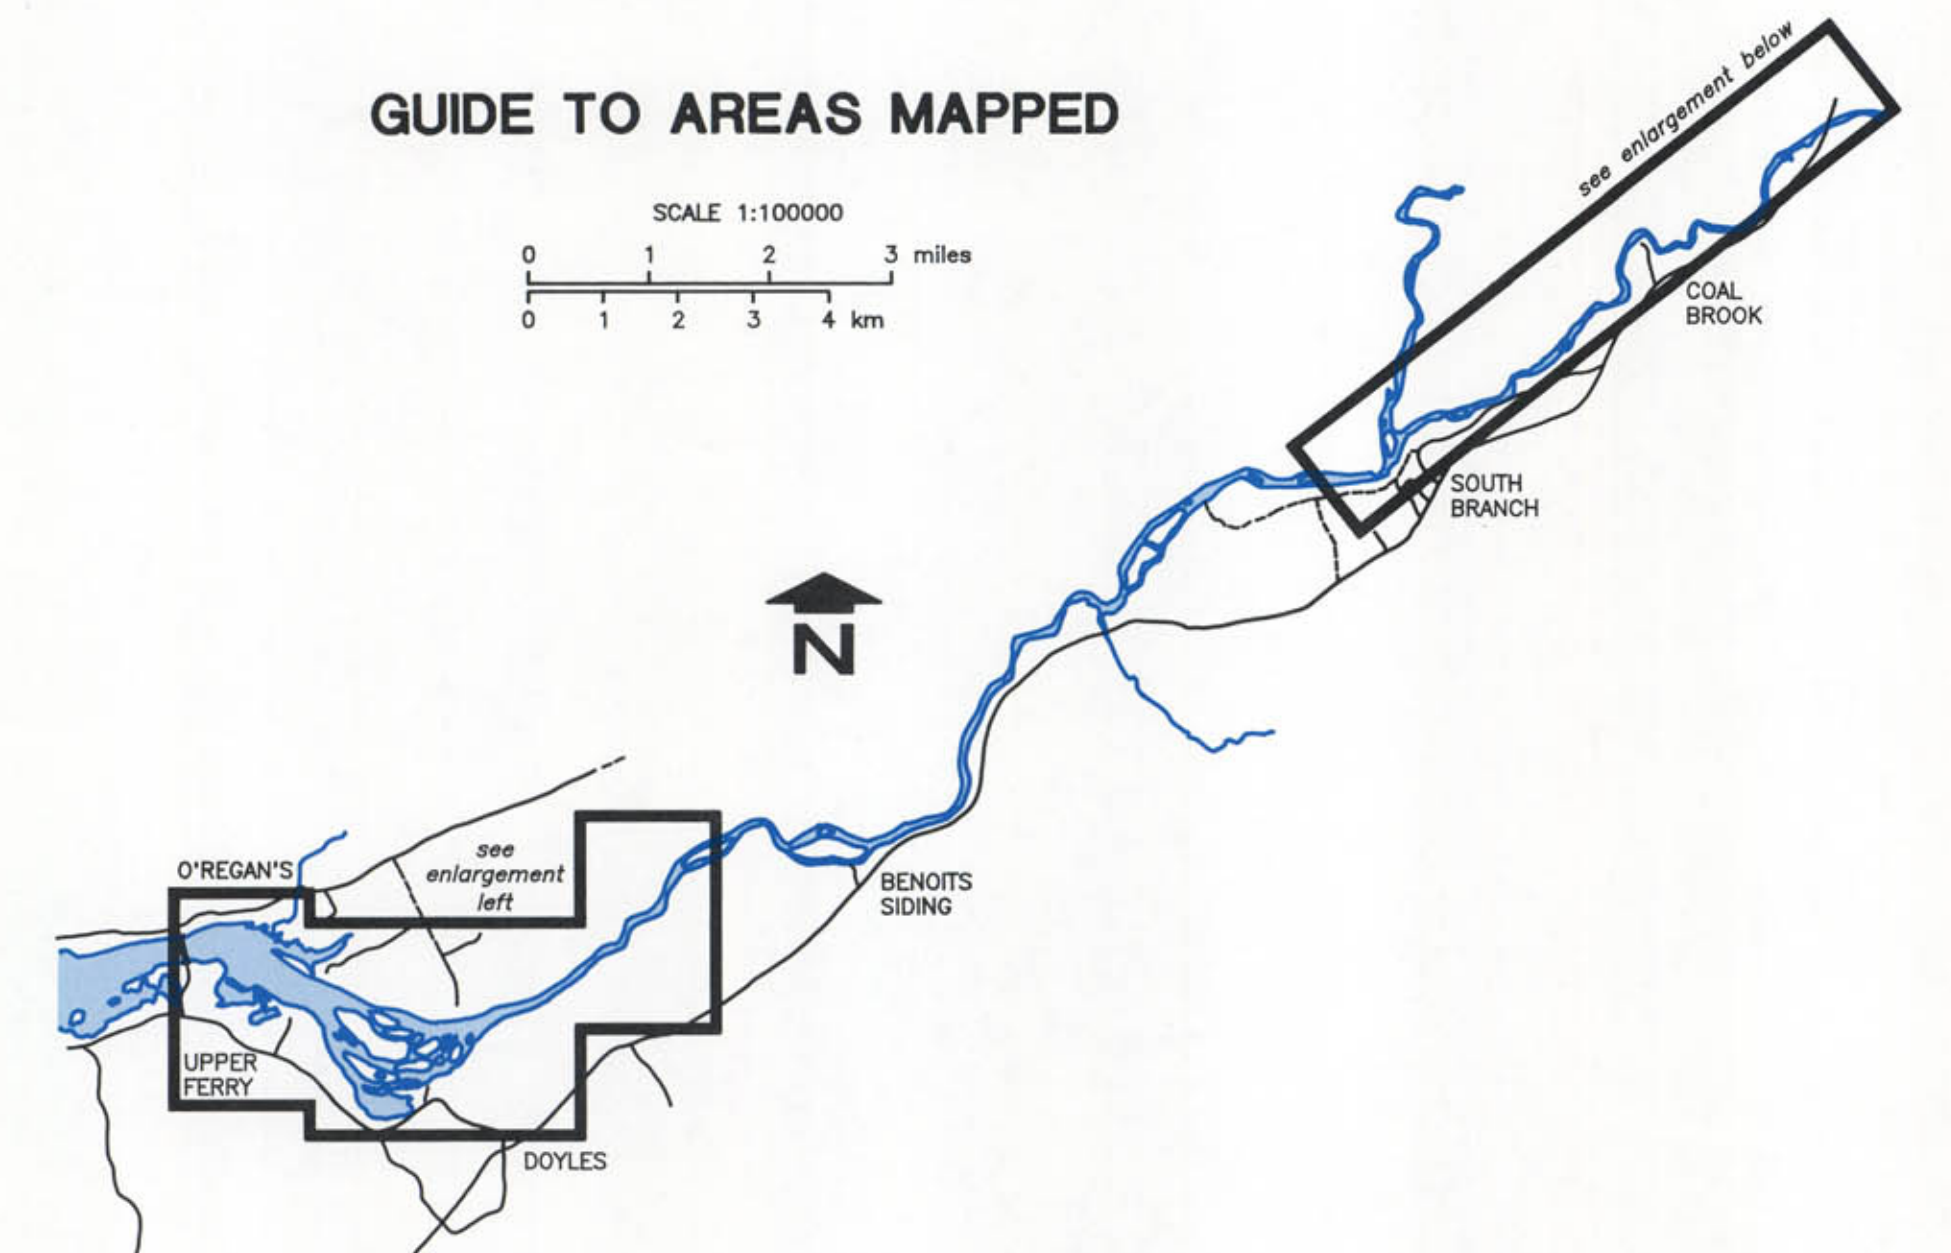 GUIDE TO AREAS MAPPED
see enlargement below
SCALE 1:100000
0 1 2 3 miles
0 1 2 3 4 km
COAL
BROOK
SOUTH
BRANCH
N
see
enlargement
left
O'REGAN'S
BENOITS
SIDING
UPPER
FERRY
DOYLES